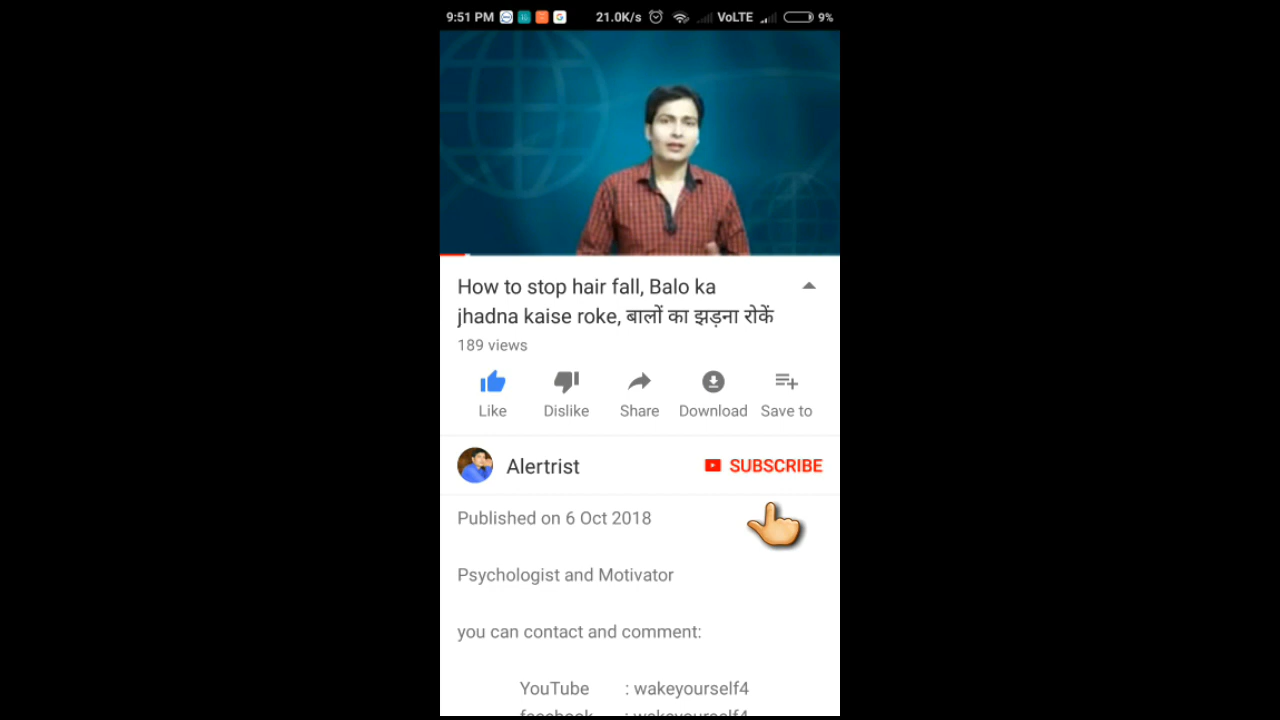 9:51 PM 21.0K/s VoLTE 9%
How to stop hair fall, Balo ka
jhadna kaise roke, बालों का झड़ना रोकें
189 views
Like Dislike Share Download Save to
Alertrist SUBSCRIBE
Published on 6 Oct 2018
Psychologist and Motivator
you can contact and comment:
YouTube : wakeyourself4
facebook : wakeyourself4